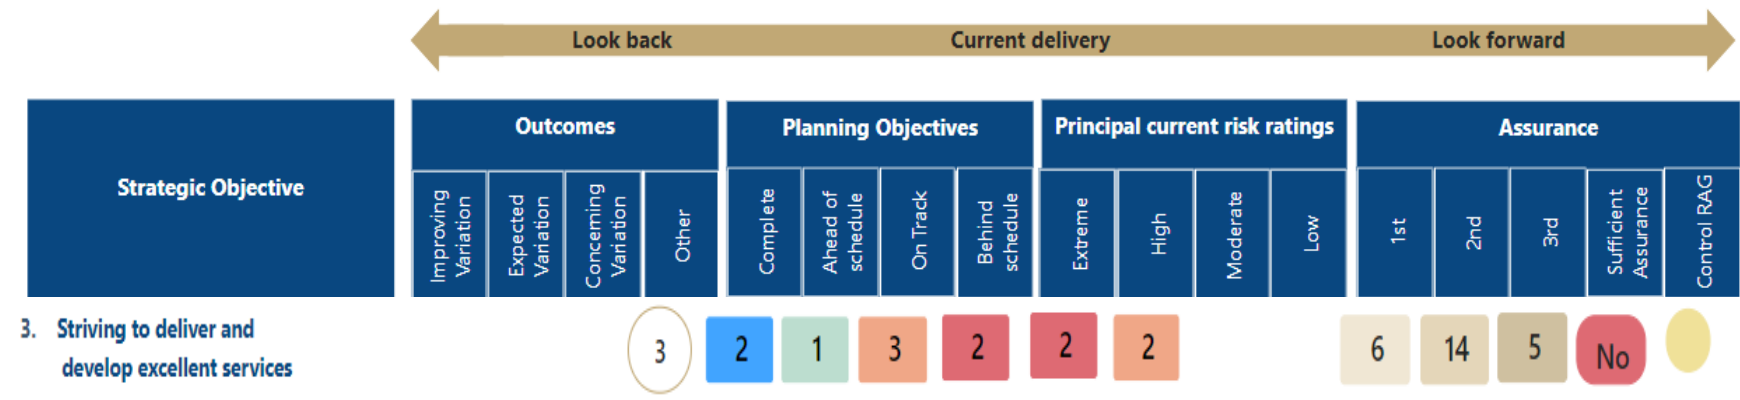 Look back
Current delivery
Look forward
Strategic Objective
Outcomes
Planning Objectives
Principal current risk ratings
Assurance
Improving
Variation
Expected
Variation
Concerning
Variation
Other
Complete
Ahead of
schedule
On Track
Behind
schedule
Extreme
High
Moderate
Low
1st
2nd
3rd
Sufficient
Assurance
Control RAG
3. Striving to deliver and
develop excellent services
3
2
1
3
2
2
2
6
14
5
No